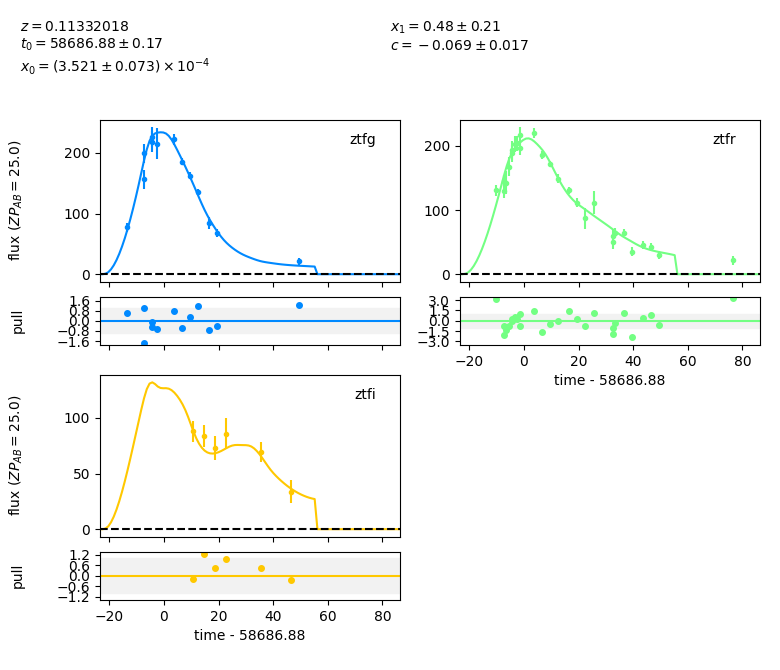 z = 0.11332018
t₀ = 58686.88 ± 0.17
x₀ = (3.521 ± 0.073) × 10⁻⁴
x₁ = 0.48 ± 0.21
c = −0.069 ± 0.017
flux (ZP_AB = 25.0)
200
100
0
ztfg
200
100
0
ztfr
pull
1.6
0.8
0.0
−0.8
−1.6
3.0
1.5
0.0
−1.5
−3.0
−20 0 20 40 60 80
time - 58686.88
flux (ZP_AB = 25.0)
100
50
0
ztfi
pull
1.2
0.6
0.0
−0.6
−1.2
−20 0 20 40 60 80
time - 58686.88